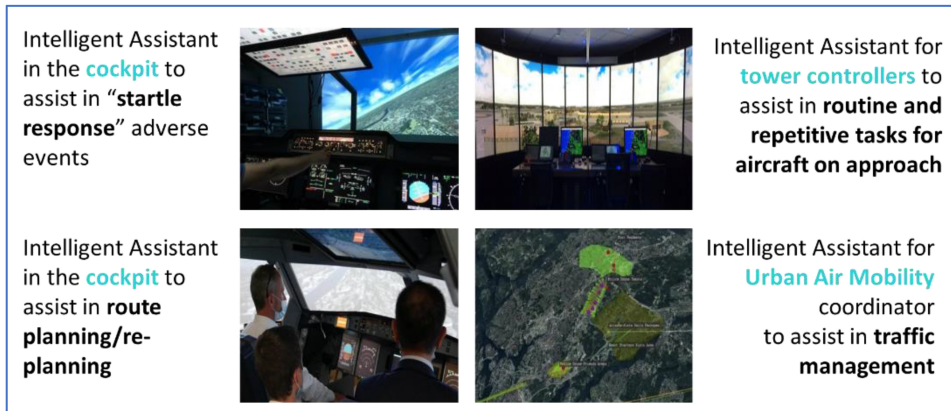 Intelligent Assistant
in the cockpit to
assist in “startle
response” adverse
events
Intelligent Assistant for
tower controllers to
assist in routine and
repetitive tasks for
aircraft on approach
Intelligent Assistant
in the cockpit to
assist in route
planning/re-
planning
Intelligent Assistant for
Urban Air Mobility
coordinator
to assist in traffic
management